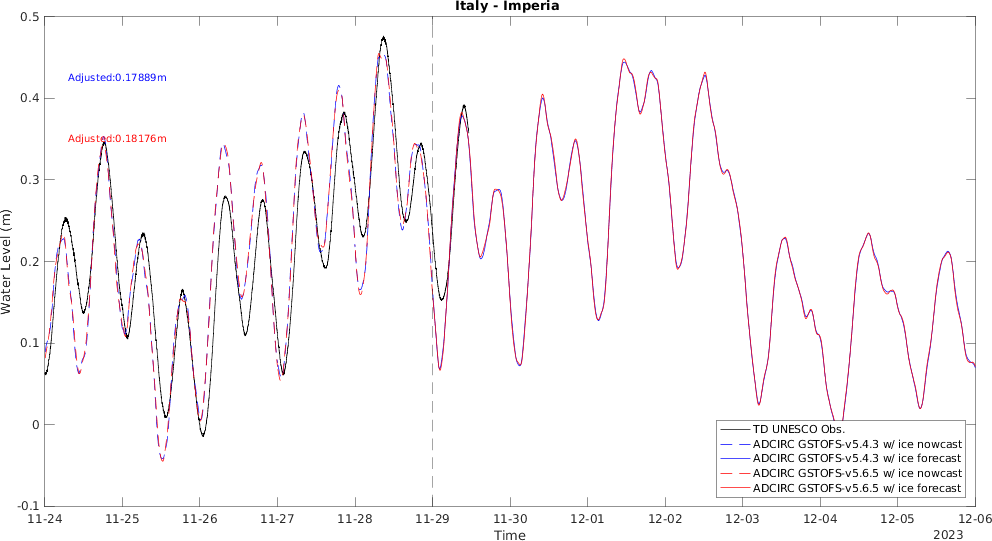 Italy - Imperia
0.5
Adjusted:0.17889m
0.4
Adjusted:0.18176m
0.3
0.2
0.1
0
-0.1
Water Level (m)
TD UNESCO Obs.
ADCIRC GSTOFS-v5.4.3 w/ ice nowcast
ADCIRC GSTOFS-v5.4.3 w/ ice forecast
ADCIRC GSTOFS-v5.6.5 w/ ice nowcast
ADCIRC GSTOFS-v5.6.5 w/ ice forecast
11-24 11-25 11-26 11-27 11-28 11-29 11-30 12-01 12-02 12-03 12-04 12-05 12-06
Time
2023